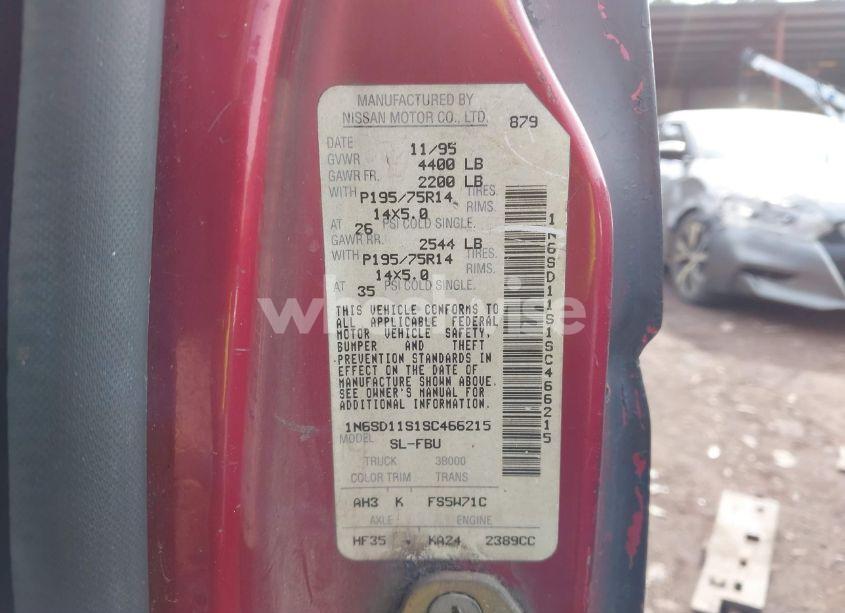 MANUFACTURED BY
NISSAN MOTOR CO., LTD. 879
DATE 11/95
GVWR 4400 LB
GAWR FR. 2200 LB
WITH P195/75R14 TIRES.
14X5.0 RIMS.
AT 26 PSI COLD SINGLE.
GAWR RR. 2544 LB
WITH P195/75R14 TIRES.
14X5.0 RIMS.
AT 35 PSI COLD SINGLE.
THIS VEHICLE CONFORMS TO
ALL APPLICABLE FEDERAL
MOTOR VEHICLE SAFETY,
BUMPER AND THEFT
PREVENTION STANDARDS IN
EFFECT ON THE DATE OF
MANUFACTURE SHOWN ABOVE.
SEE OWNER'S MANUAL FOR
ADDITIONAL INFORMATION.
1N6SD11S1SC466215
MODEL SL-FBU
TRUCK 38000
COLOR TRIM TRANS
AH3 K FS5W71C
AXLE ENGINE
HF35 KA24 2389CC
1N6SD11S1SC466215
wheelwise